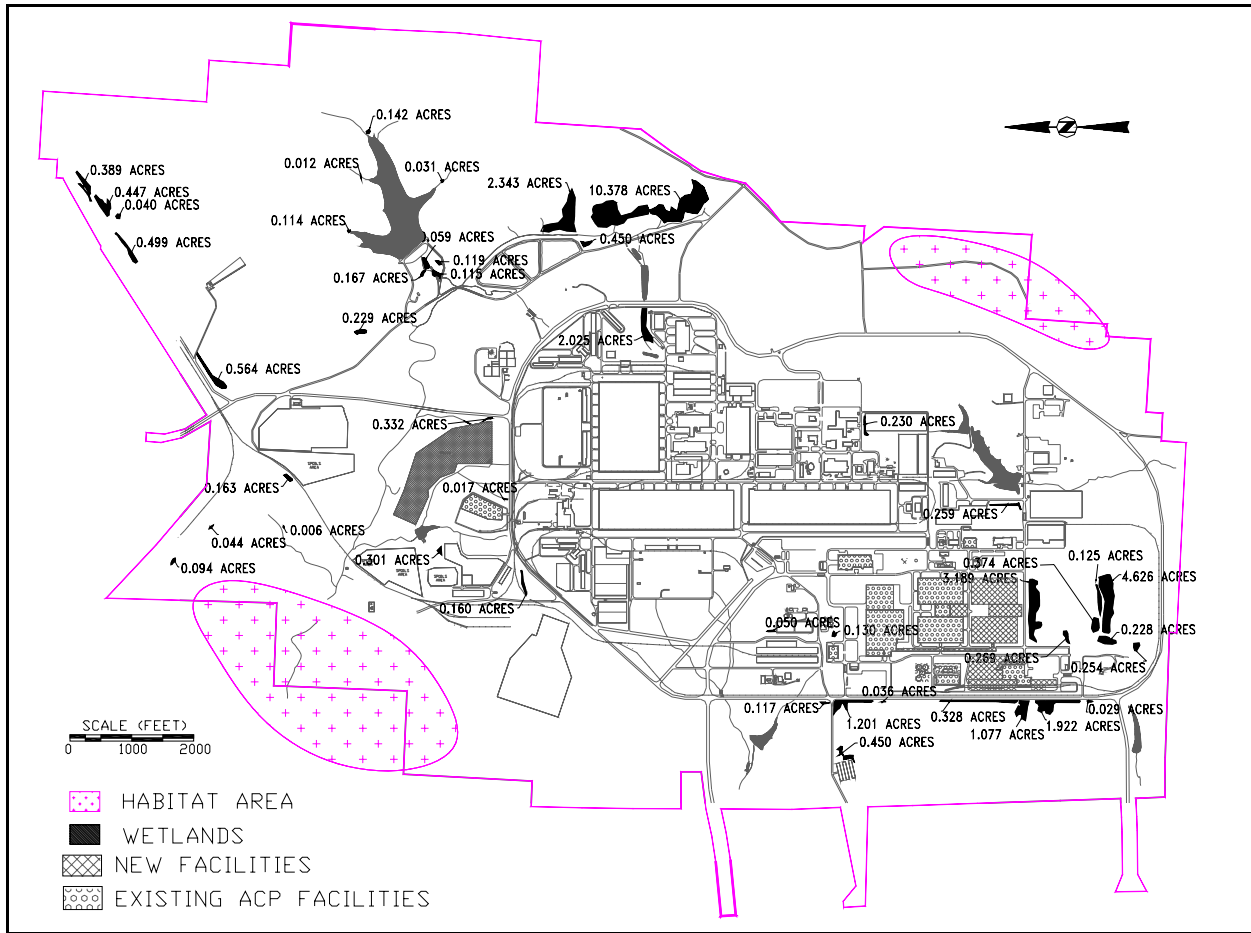 0.142 ACRES
0.012 ACRES
0.031 ACRES
0.389 ACRES
0.447 ACRES
0.040 ACRES
2.343 ACRES
10.378 ACRES
0.114 ACRES
0.499 ACRES
0.059 ACRES
0.450 ACRES
0.119 ACRES
0.167 ACRES
0.115 ACRES
0.229 ACRES
2.025 ACRES
0.564 ACRES
0.332 ACRES
0.230 ACRES
SPOILS
AREA
0.163 ACRES
0.017 ACRES
0.259 ACRES
0.044 ACRES
0.006 ACRES
0.301 ACRES
0.094 ACRES
SPOILS
AREA
SPOILS
AREA
0.125 ACRES
0.374 ACRES
3.189 ACRES
4.626 ACRES
0.160 ACRES
0.050 ACRES
0.130 ACRES
0.228 ACRES
0.269 ACRES
0.254 ACRES
0.036 ACRES
0.117 ACRES
1.201 ACRES
0.328 ACRES
1.077 ACRES
1.922 ACRES
0.029 ACRES
0.450 ACRES
Z
SCALE (FEET)
0 1000 2000
HABITAT AREA
WETLANDS
NEW FACILITIES
EXISTING ACP FACILITIES